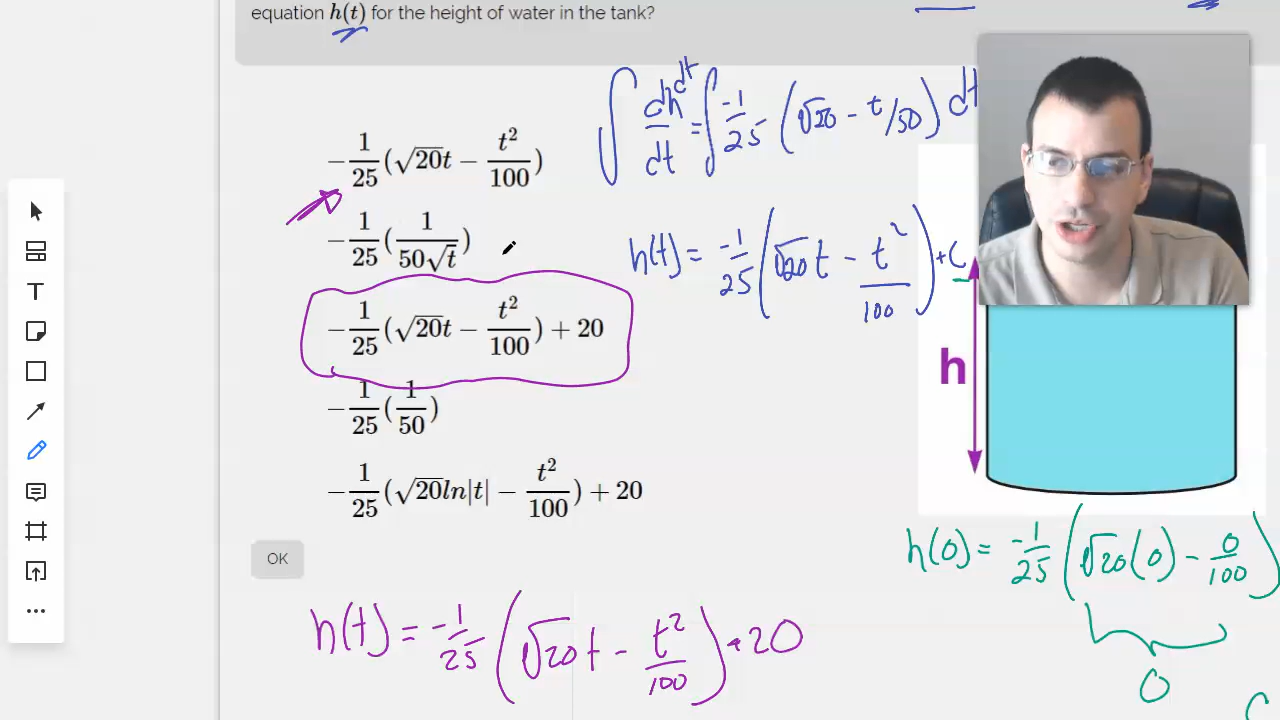 equation h(t) for the height of water in the tank?
∫ dh/dt dt = ∫ -1/25 (√20 - t/50) dt
-1/25(√20t - t²/100)
-1/25(1/(50√t))
h(t) = -1/25 (√20 t - t²/100) + C
-1/25(√20t - t²/100) + 20
h
-1/25(1/50)
-1/25(√20ln|t| - t²/100) + 20
OK
h(0) = -1/25 (√20(0) - 0/100)
0
h(t) = -1/25 (√20 t - t²/100) + 20
T